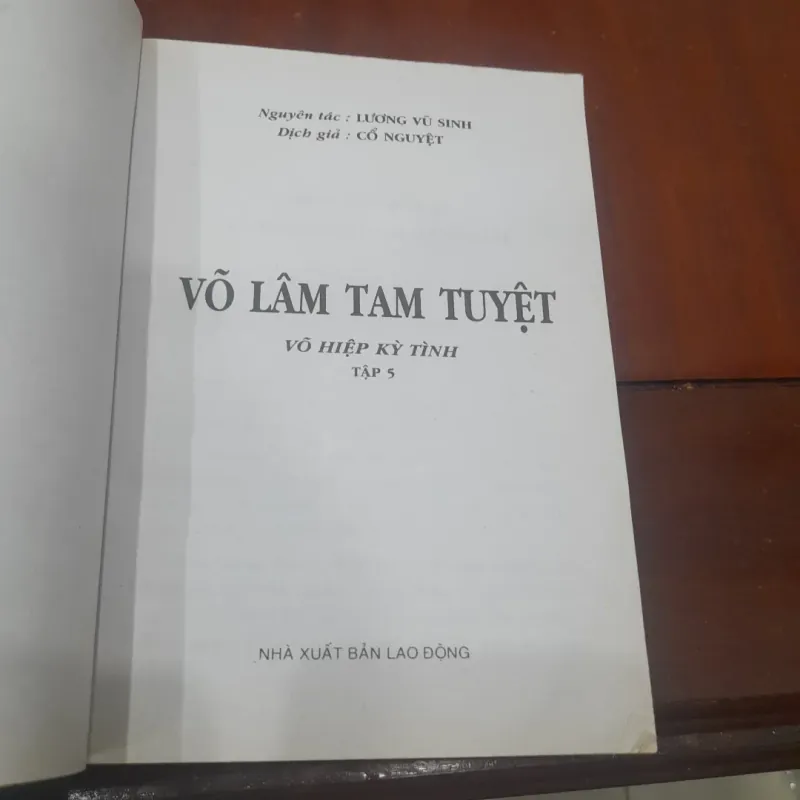 Nguyên tác : LƯƠNG VŨ SINH
Dịch giả : CỔ NGUYỆT
VÕ LÂM TAM TUYỆT
VÕ HIỆP KỲ TÌNH
TẬP 5
NHÀ XUẤT BẢN LAO ĐỘNG